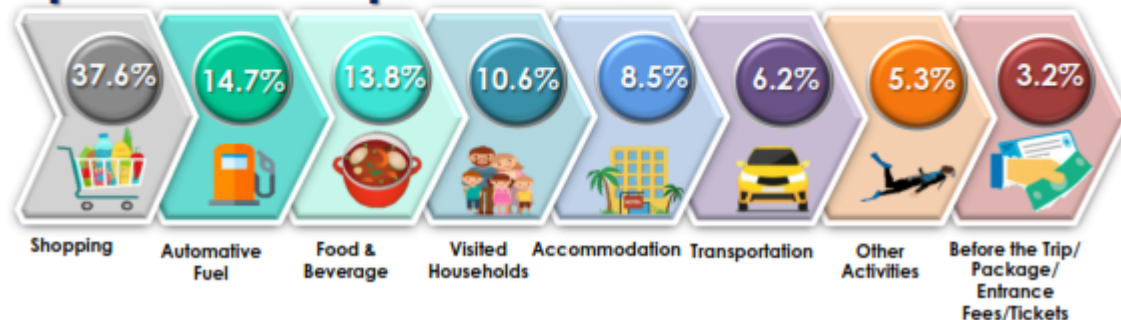 37.6%
14.7%
13.8%
10.6%
8.5%
6.2%
5.3%
3.2%
Shopping
Automative
Fuel
Food &
Beverage
Visited
Households
Accommodation
Transportation
Other
Activities
Before the Trip/
Package/
Entrance
Fees/Tickets